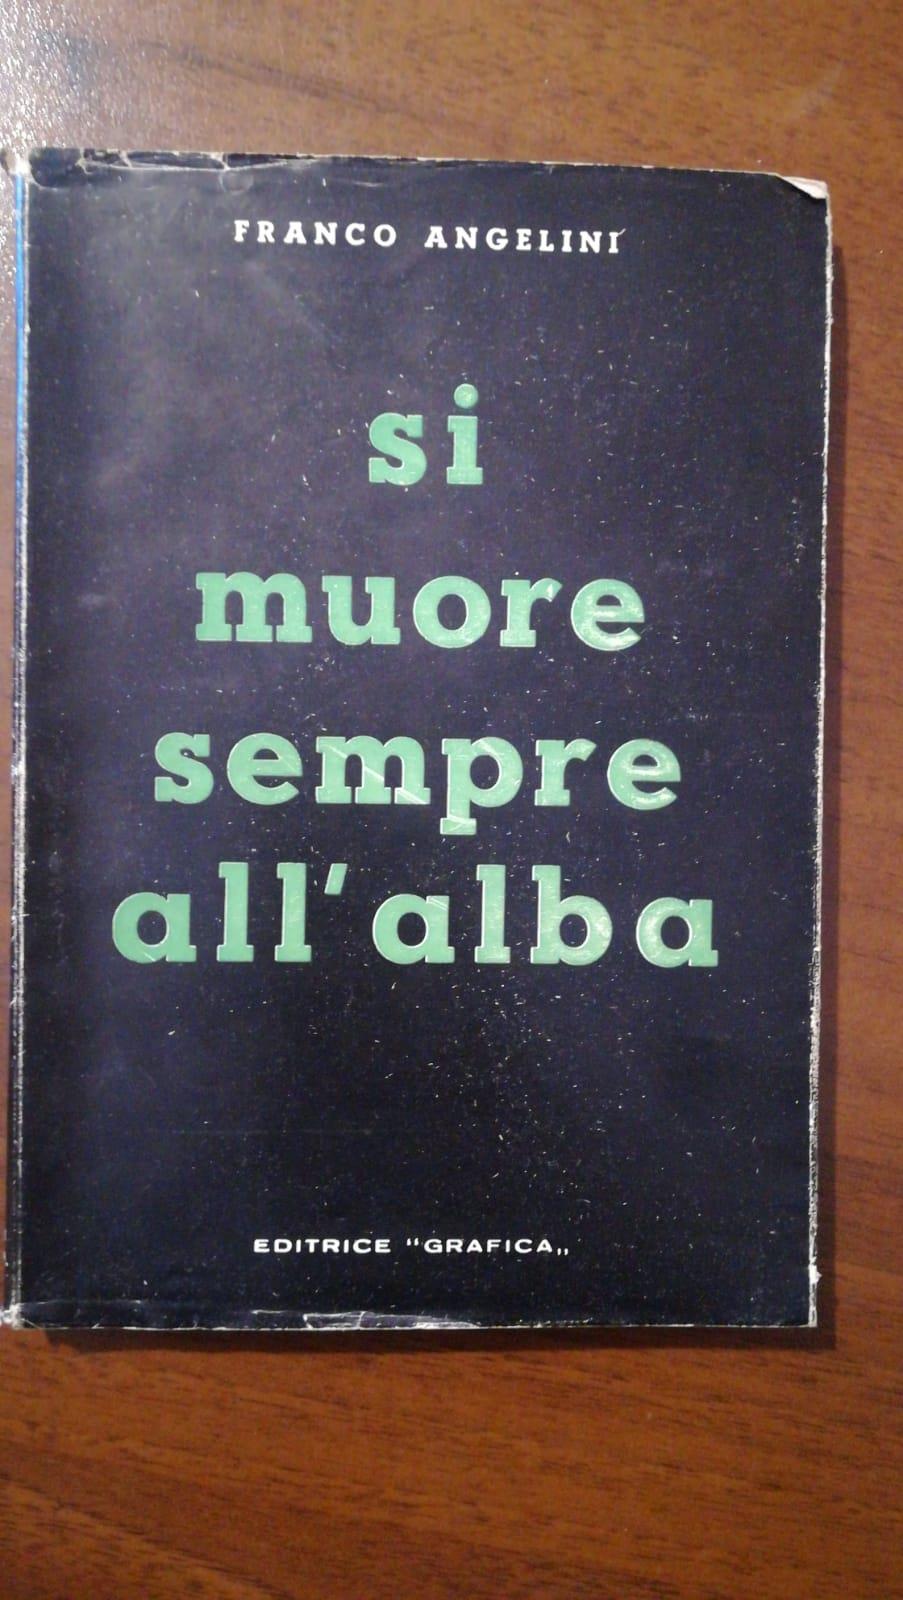 FRANCO ANGELINI
si
muore
sempre
all'alba
EDITRICE "GRAFICA„